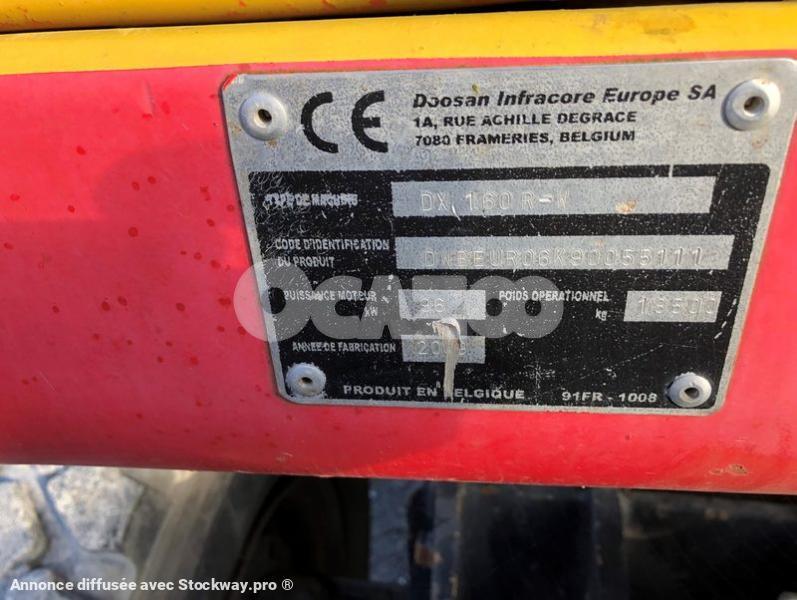 CE
Doosan Infracore Europe SA
1A, RUE ACHILLE DEGRACE
7080 FRAMERIES, BELGIUM
TYPE DE MACHINE DX 160 R-W
CODE D'IDENTIFICATION
DU PRODUIT
PUISSANCE MOTEUR
kW 96
POIDS OPERATIONNEL
kg
ANNEE DE FABRICATION
PRODUIT EN BELGIQUE 91FR - 1008
OCAZOO
Annonce diffusée avec Stockway.pro ®